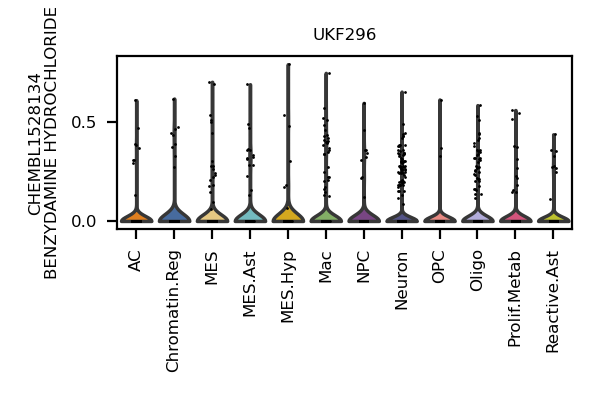 UKF296
CHEMBL1528134
BENZYDAMINE HYDROCHLORIDE
0.5
0.0
AC
Chromatin.Reg
MES
MES.Ast
MES.Hyp
Mac
NPC
Neuron
OPC
Oligo
Prolif.Metab
Reactive.Ast